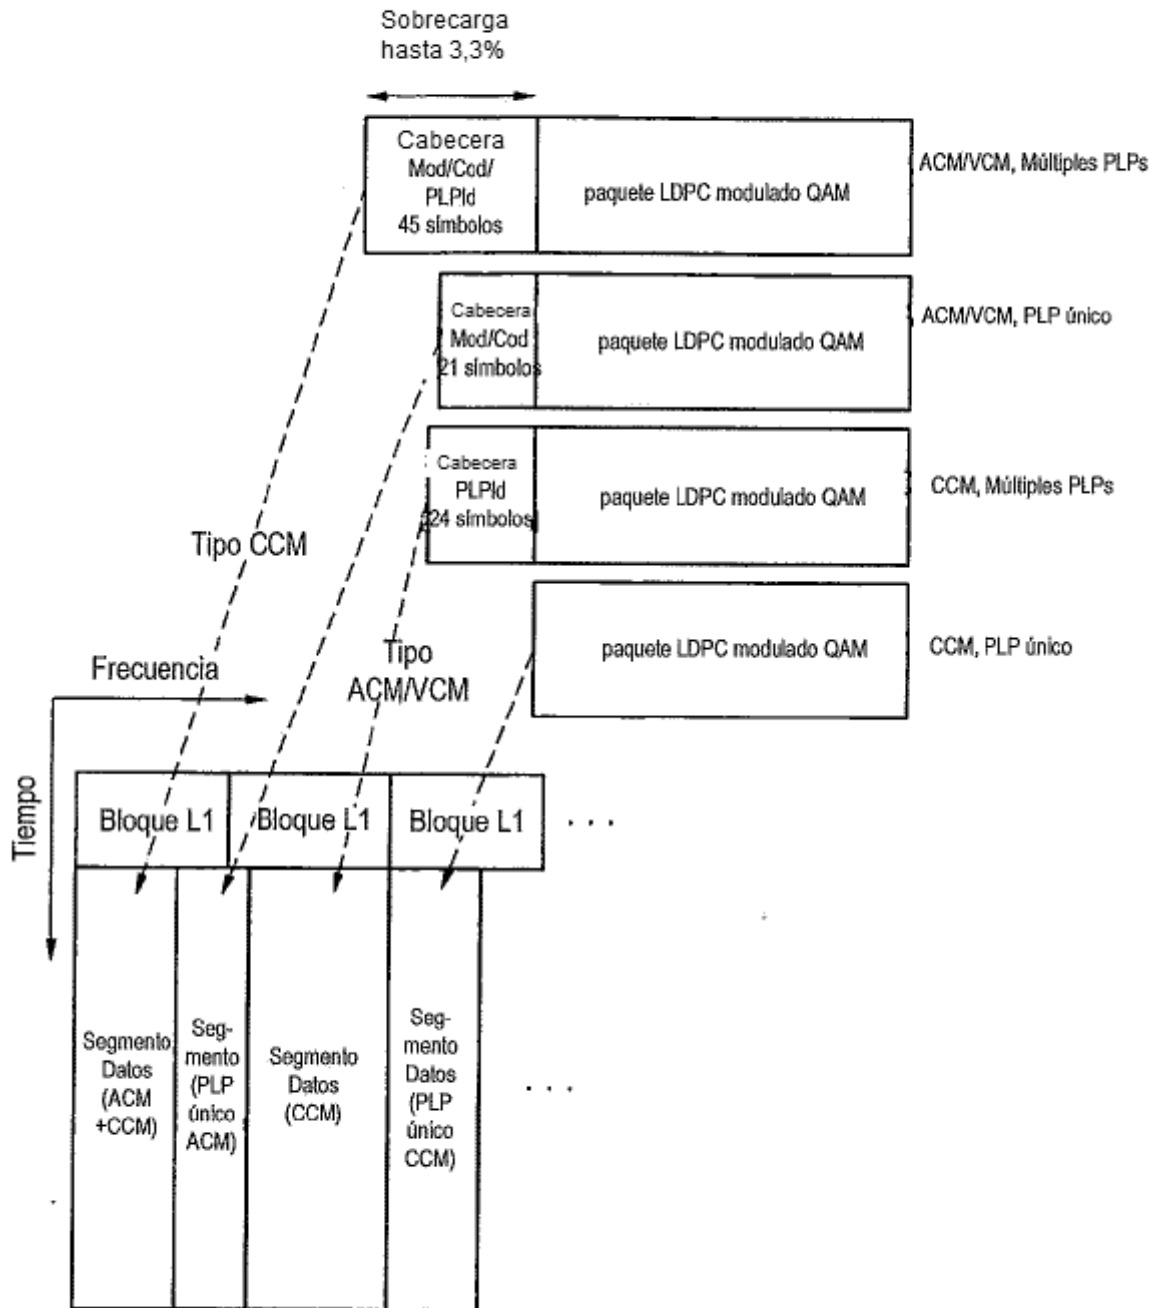 Sobrecarga
hasta 3,3%
Cabecera
Mod/Cod/
PLPId
45 símbolos
paquete LDPC modulado QAM
ACM/VCM, Múltiples PLPs
Cabecera
Mod/Cod
21 símbolos
paquete LDPC modulado QAM
ACM/VCM, PLP único
Cabecera
PLPId
24 símbolos
paquete LDPC modulado QAM
CCM, Múltiples PLPs
Tipo CCM
paquete LDPC modulado QAM
CCM, PLP único
Tipo
ACM/VCM
Frecuencia
Tiempo
Bloque L1
Bloque L1
Bloque L1
. . .
Segmento
Datos
(ACM
+CCM)
Seg-
mento
(PLP
único
ACM)
Segmento
Datos
(CCM)
Seg-
mento
Datos
(PLP
único
CCM)
. . .